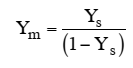 Yₘ = Yₛ / (1 − Yₛ)